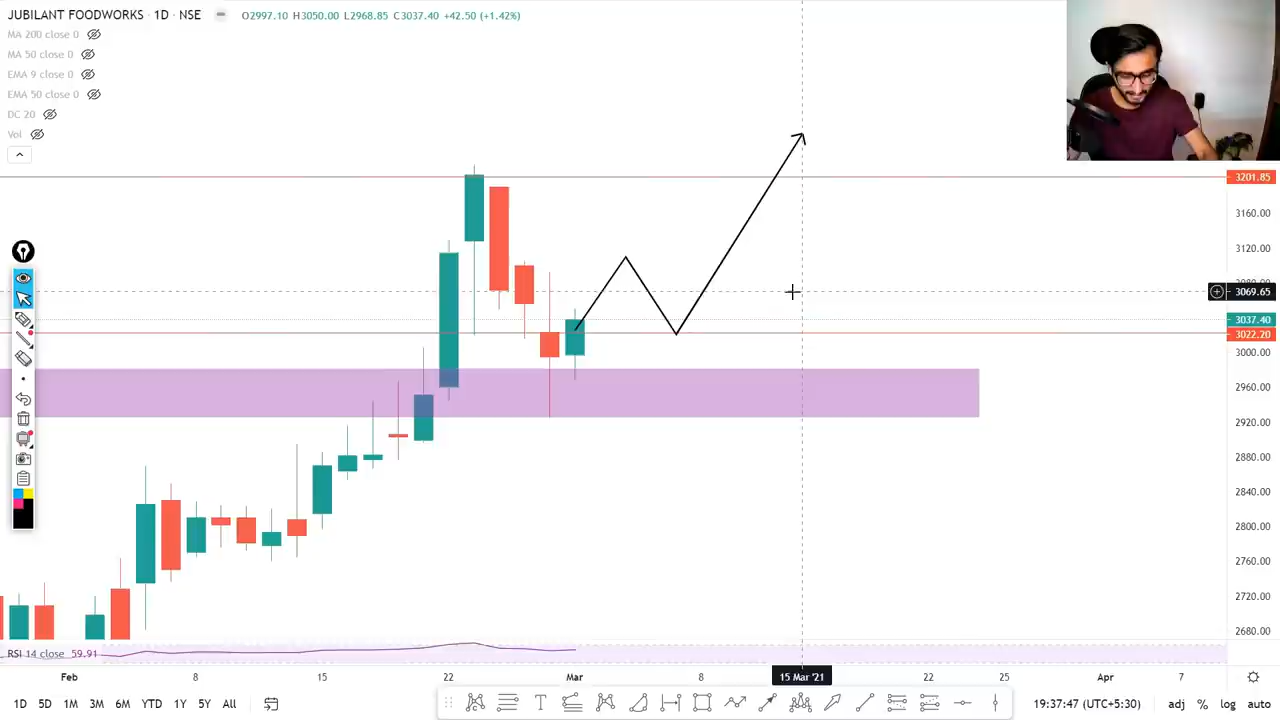 JUBILANT FOODWORKS · 1D · NSE O2997.10 H3050.00 L2968.85 C3037.40 +42.50 (+1.42%)
MA 200 close 0
MA 50 close 0
EMA 9 close 0
EMA 50 close 0
DC 20
Vol
3201.85
3160.00
3120.00
3069.65
3037.40
3022.20
3000.00
2960.00
2920.00
2880.00
2840.00
2800.00
2760.00
2720.00
2680.00
RSI 14 close 59.91
Feb 8 15 22 Mar 8 15 Mar '21 22 25 Apr 7
1D 5D 1M 3M 6M YTD 1Y 5Y All 19:37:47 (UTC+5:30) adj % log auto